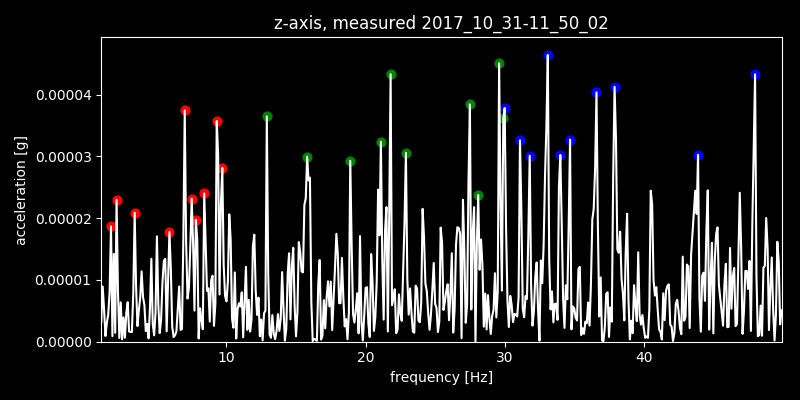 z-axis, measured 2017_10_31-11_50_02
acceleration [g]
0.00004
0.00003
0.00002
0.00001
0.00000
10 20 30 40
frequency [Hz]